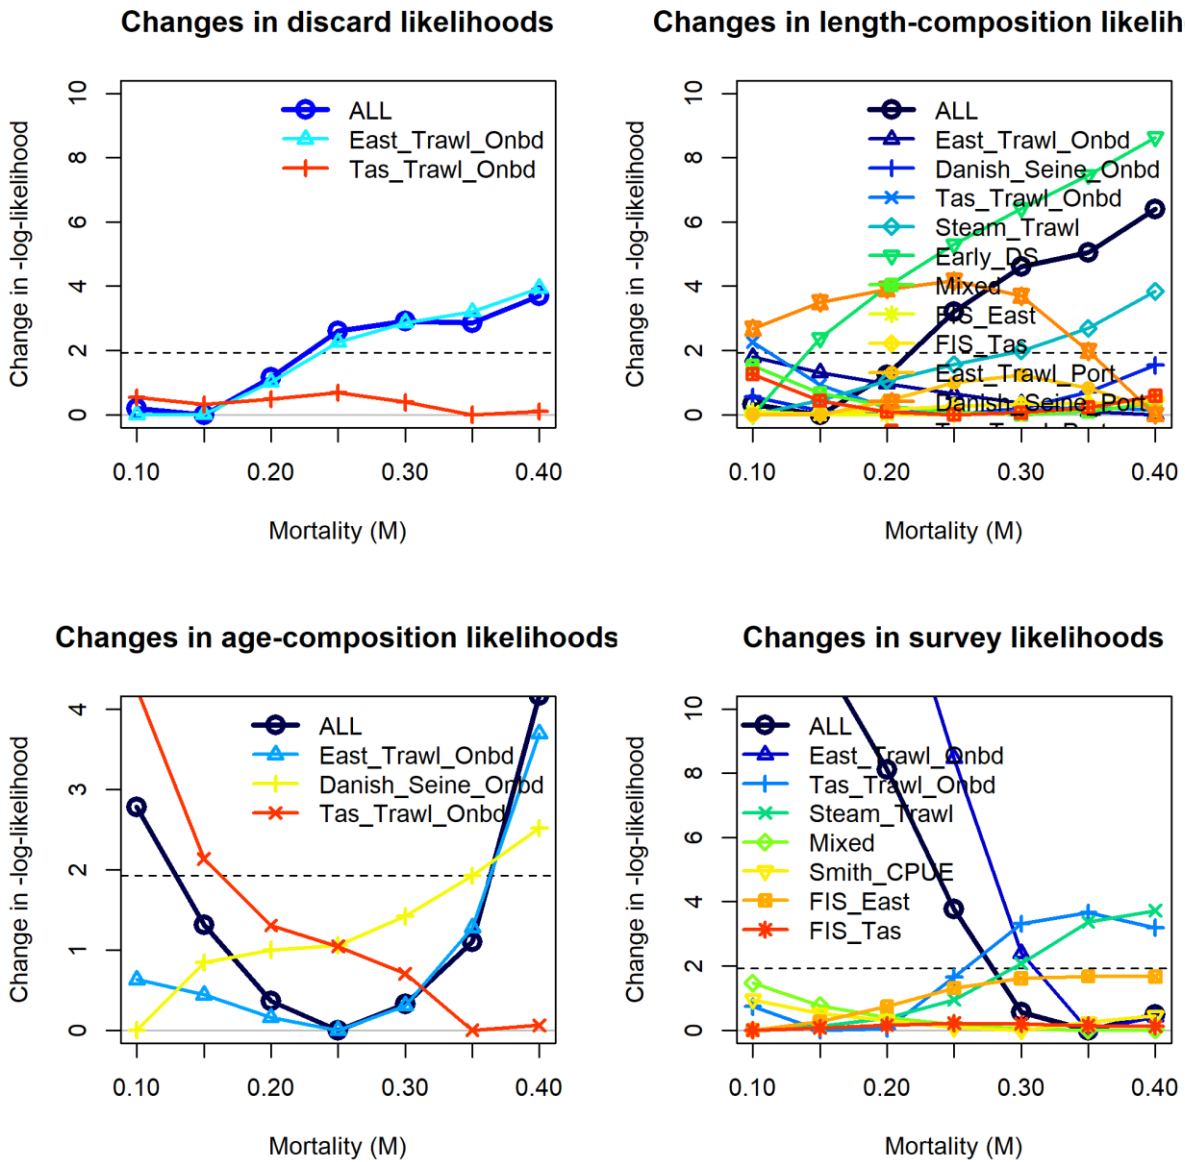 Changes in discard likelihoods
Change in -log-likelihood
10
8
6
4
2
0
ALL
East_Trawl_Onbd
Tas_Trawl_Onbd
0.10
0.20
0.30
0.40
Mortality (M)
Changes in length-composition likelih
Change in -log-likelihood
10
8
6
4
2
0
ALL
East_Trawl_Onbd
Danish_Seine_Onbd
Tas_Trawl_Onbd
Steam_Trawl
Early_DS
Mixed
FIS_East
FIS_Tas
East_Trawl_Port
Danish_Seine_Port
0.10
0.20
0.30
0.40
Mortality (M)
Changes in age-composition likelihoods
Change in -log-likelihood
4
3
2
1
0
ALL
East_Trawl_Onbd
Danish_Seine_Onbd
Tas_Trawl_Onbd
0.10
0.20
0.30
0.40
Mortality (M)
Changes in survey likelihoods
Change in -log-likelihood
10
8
6
4
2
0
ALL
East_Trawl_Onbd
Tas_Trawl_Onbd
Steam_Trawl
Mixed
Smith_CPUE
FIS_East
FIS_Tas
0.10
0.20
0.30
0.40
Mortality (M)